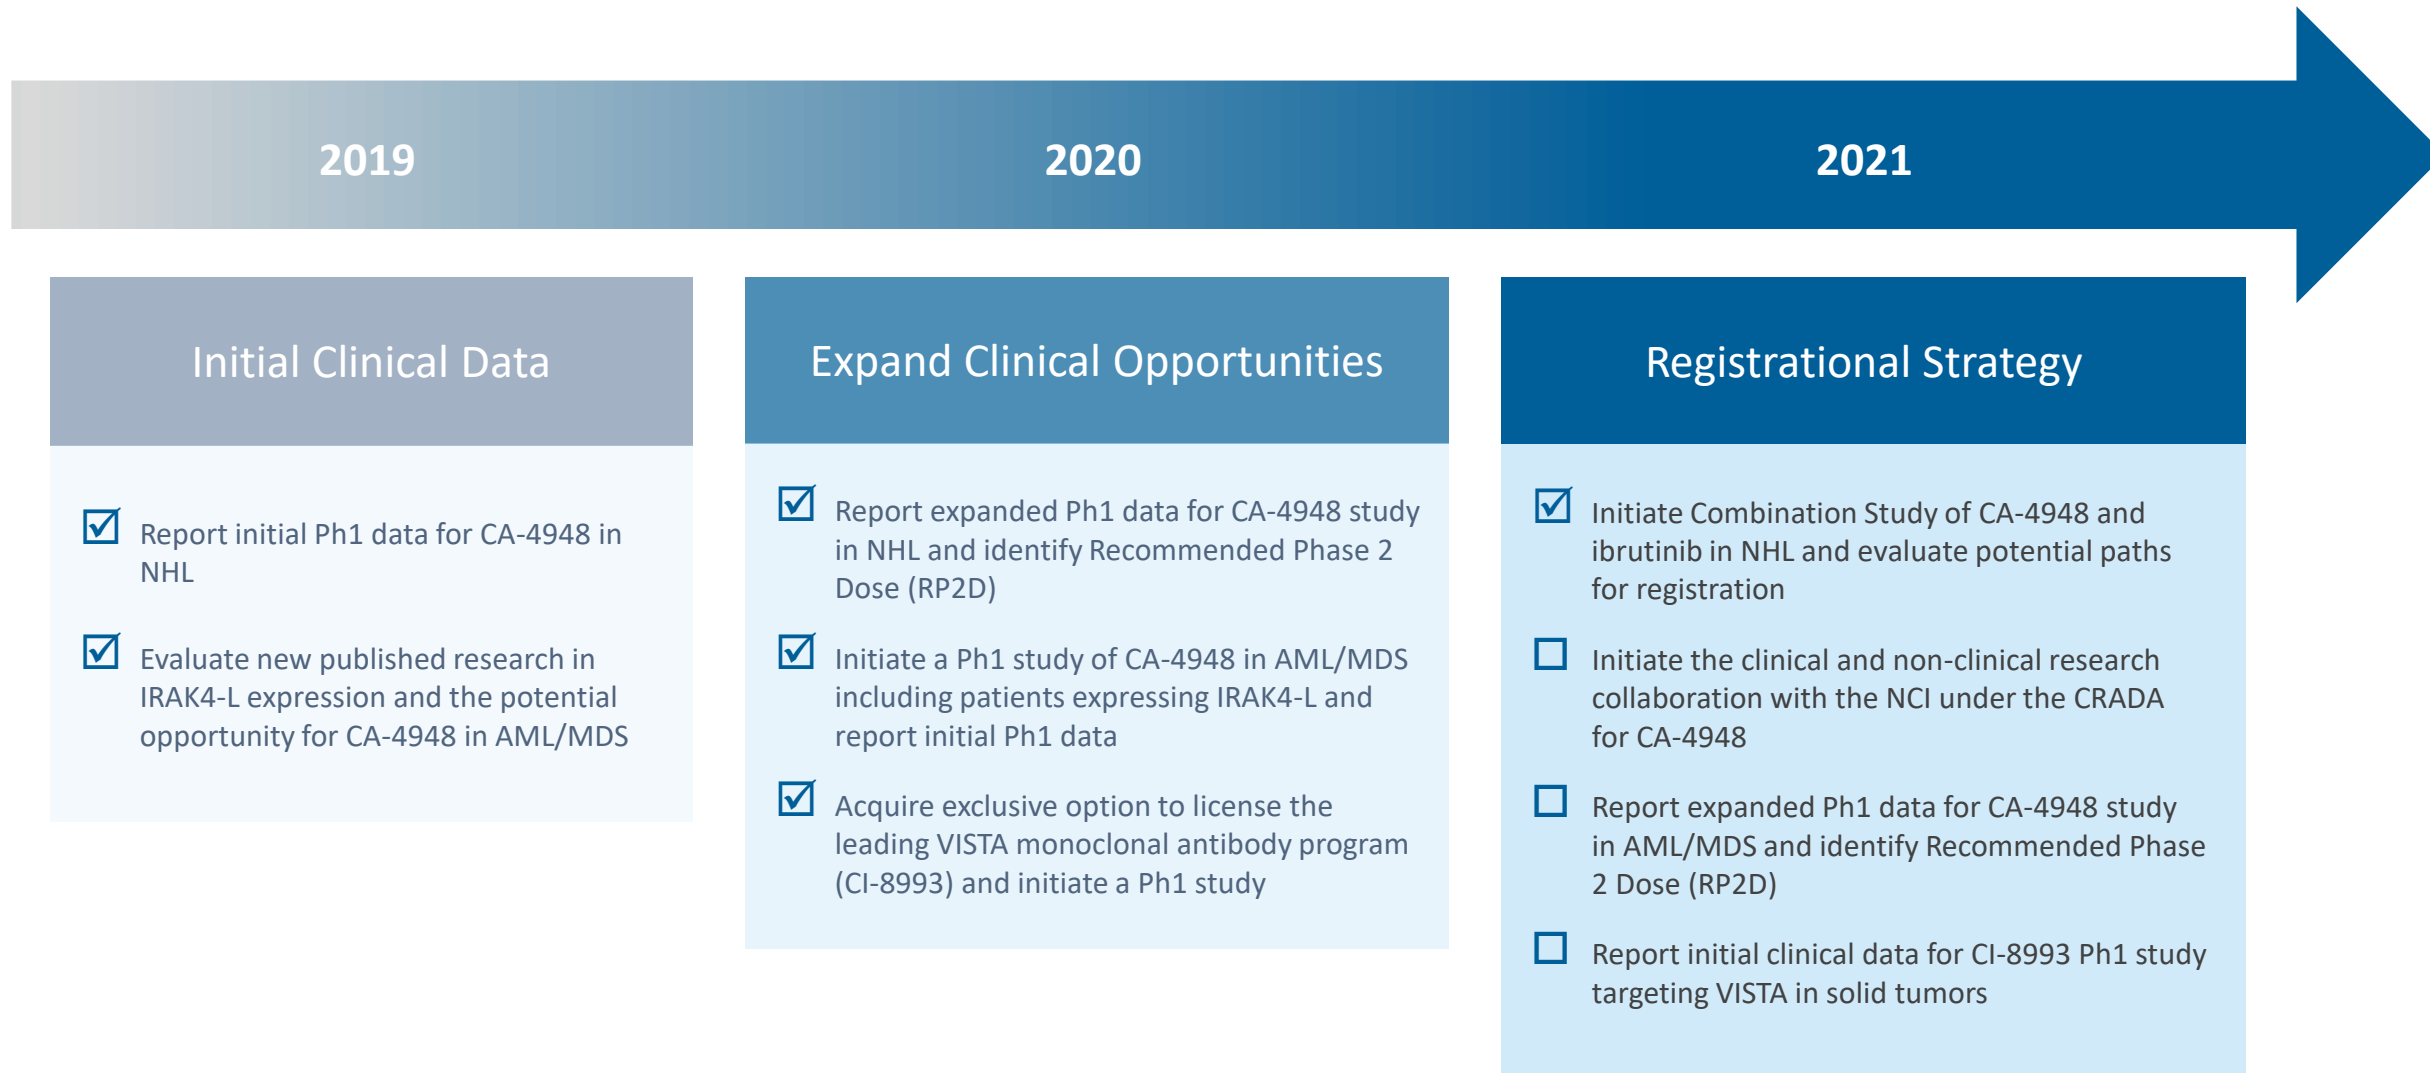 2019
2020
2021
Initial Clinical Data
Report initial Ph1 data for CA-4948 in
NHL
Evaluate new published research in
IRAK4-L expression and the potential
opportunity for CA-4948 in AML/MDS
Expand Clinical Opportunities
Report expanded Ph1 data for CA-4948 study
in NHL and identify Recommended Phase 2
Dose (RP2D)
Initiate a Ph1 study of CA-4948 in AML/MDS
including patients expressing IRAK4-L and
report initial Ph1 data
Acquire exclusive option to license the
leading VISTA monoclonal antibody program
(CI-8993) and initiate a Ph1 study
Registrational Strategy
Initiate Combination Study of CA-4948 and
ibrutinib in NHL and evaluate potential paths
for registration
Initiate the clinical and non-clinical research
collaboration with the NCI under the CRADA
for CA-4948
Report expanded Ph1 data for CA-4948 study
in AML/MDS and identify Recommended Phase
2 Dose (RP2D)
Report initial clinical data for CI-8993 Ph1 study
targeting VISTA in solid tumors